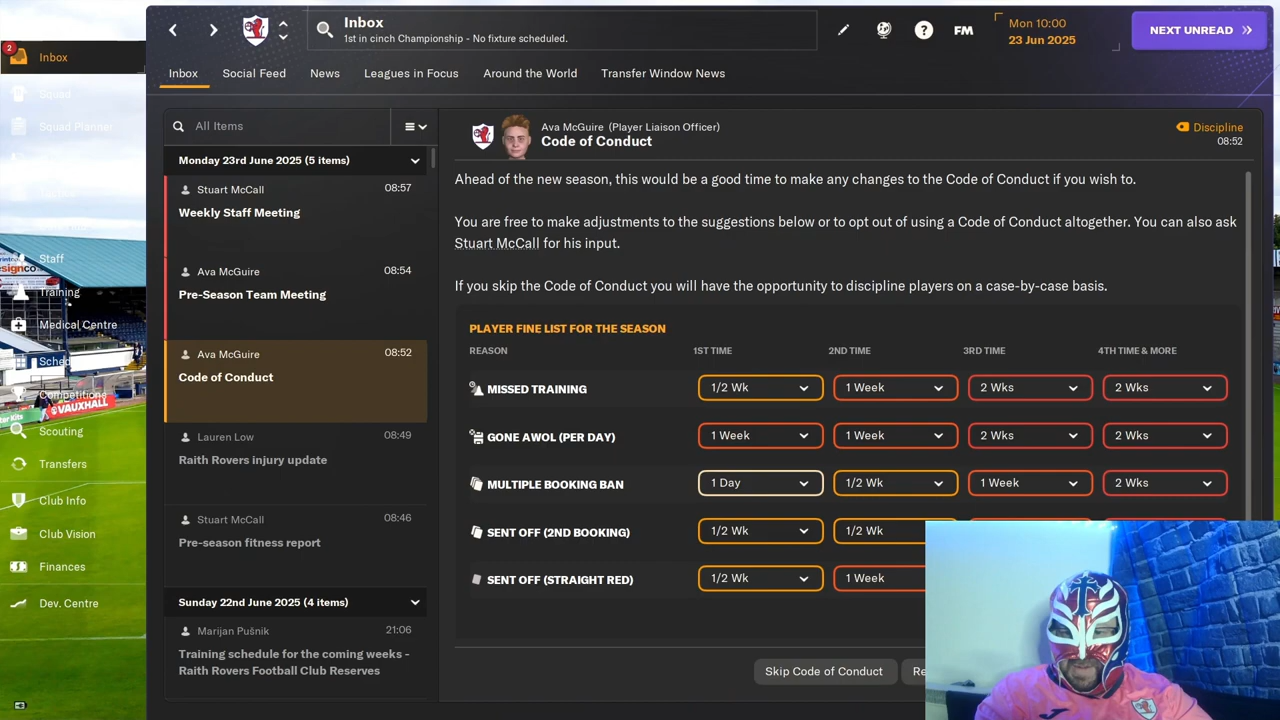 Inbox
1st in cinch Championship - No fixture scheduled.
FM
Mon 10:00
23 Jun 2025
NEXT UNREAD
2
Inbox
Squad
Squad Planner
Staff
Training
Medical Centre
Sched
Competitions
VAUXHALL
Scouting
Transfers
Club Info
Club Vision
Finances
Dev. Centre
Inbox
Social Feed
News
Leagues in Focus
Around the World
Transfer Window News
All Items
Monday 23rd June 2025 (5 items)
Stuart McCall 08:57
Weekly Staff Meeting
Ava McGuire 08:54
Pre-Season Team Meeting
Ava McGuire 08:52
Code of Conduct
Lauren Low 08:49
Raith Rovers injury update
Stuart McCall 08:46
Pre-season fitness report
Sunday 22nd June 2025 (4 items)
Marijan Pušnik 21:06
Training schedule for the coming weeks -
Raith Rovers Football Club Reserves
Ava McGuire (Player Liaison Officer)
Code of Conduct
Discipline
08:52
Ahead of the new season, this would be a good time to make any changes to the Code of Conduct if you wish to.
You are free to make adjustments to the suggestions below or to opt out of using a Code of Conduct altogether. You can also ask
Stuart McCall for his input.
If you skip the Code of Conduct you will have the opportunity to discipline players on a case-by-case basis.
PLAYER FINE LIST FOR THE SEASON
REASON 1ST TIME 2ND TIME 3RD TIME 4TH TIME & MORE
MISSED TRAINING 1/2 Wk 1 Week 2 Wks 2 Wks
GONE AWOL (PER DAY) 1 Week 1 Week 2 Wks 2 Wks
MULTIPLE BOOKING BAN 1 Day 1/2 Wk 1 Week 2 Wks
SENT OFF (2ND BOOKING) 1/2 Wk 1/2 Wk
SENT OFF (STRAIGHT RED) 1/2 Wk 1 Week
Skip Code of Conduct
Re